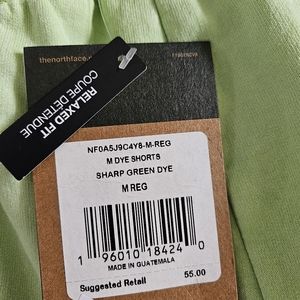 thenorthface.
RELAXED FIT
COUPE DÉTENDUE
NF0A5J9C4Y8-M-REG
M DYE SHORTS
SHARP GREEN DYE
M REG
1 96010 18424 0
MADE IN GUATEMALA
Suggested Retail 55.00